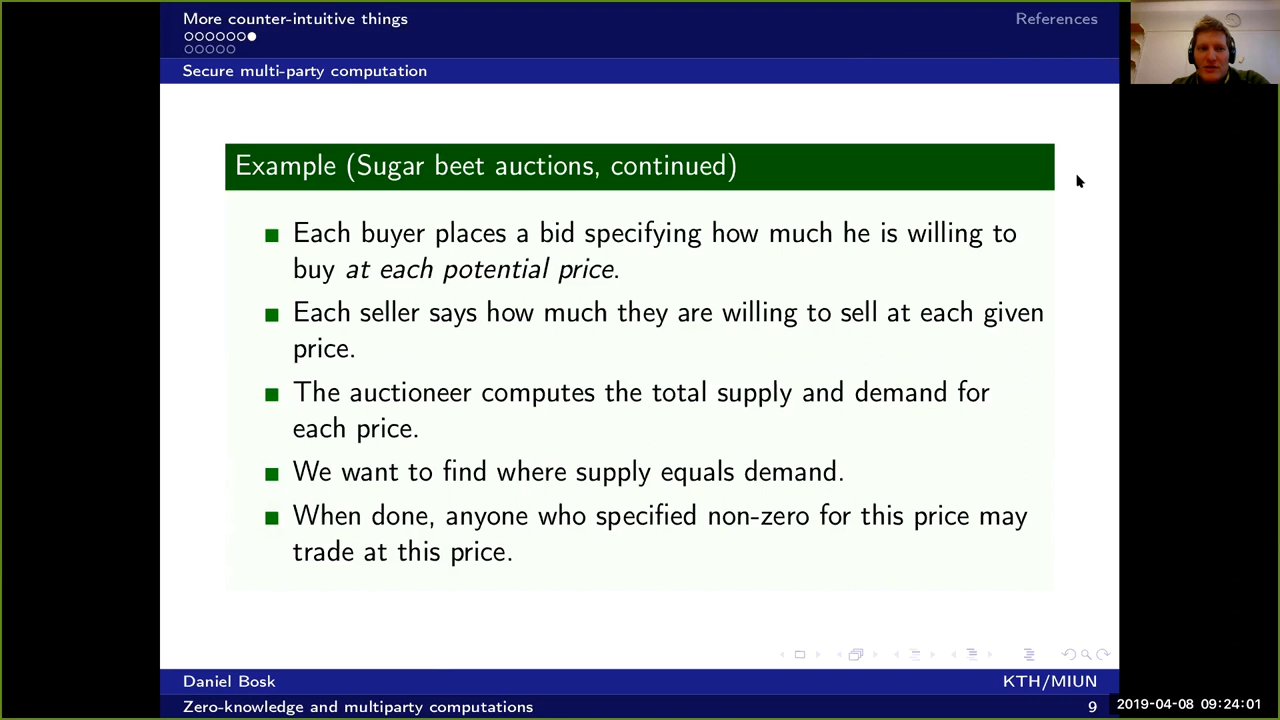 More counter-intuitive things
References
Secure multi-party computation
Example (Sugar beet auctions, continued)
Each buyer places a bid specifying how much he is willing to
buy at each potential price.
Each seller says how much they are willing to sell at each given
price.
The auctioneer computes the total supply and demand for
each price.
We want to find where supply equals demand.
When done, anyone who specified non-zero for this price may
trade at this price.
Daniel Bosk
KTH/MIUN
Zero-knowledge and multiparty computations
9
2019-04-08 09:24:01